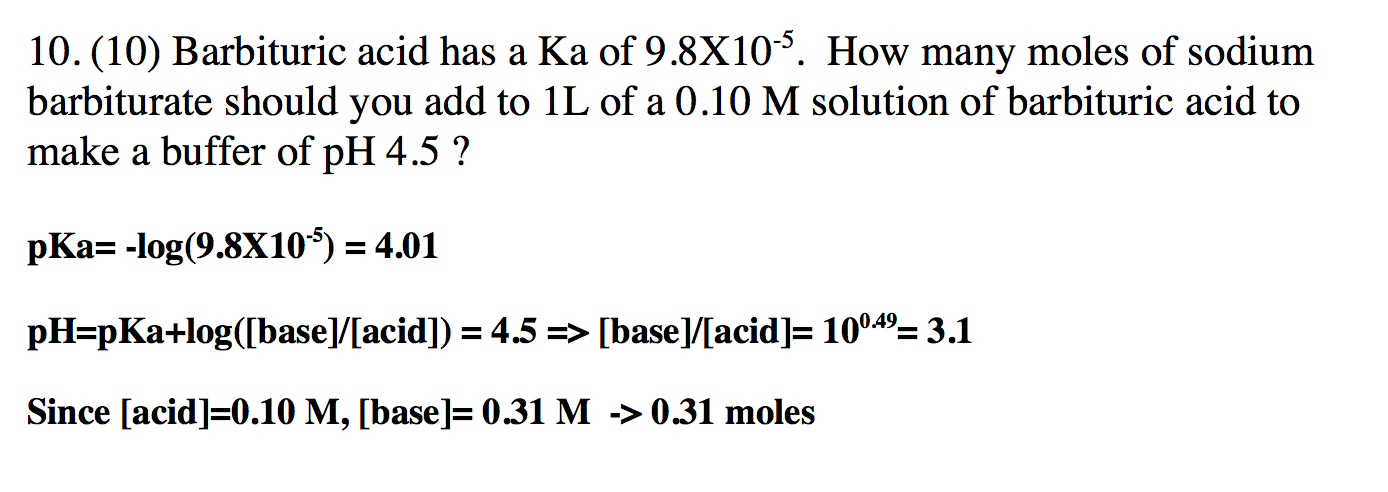 10. (10) Barbituric acid has a Ka of 9.8X10⁻⁵.  How many moles of sodium
barbiturate should you add to 1L of a 0.10 M solution of barbituric acid to
make a buffer of pH 4.5 ?
pKa= -log(9.8X10⁻⁵) = 4.01
pH=pKa+log([base]/[acid]) = 4.5 => [base]/[acid]= 10⁰·⁴⁹= 3.1
Since [acid]=0.10 M, [base]= 0.31 M  -> 0.31 moles